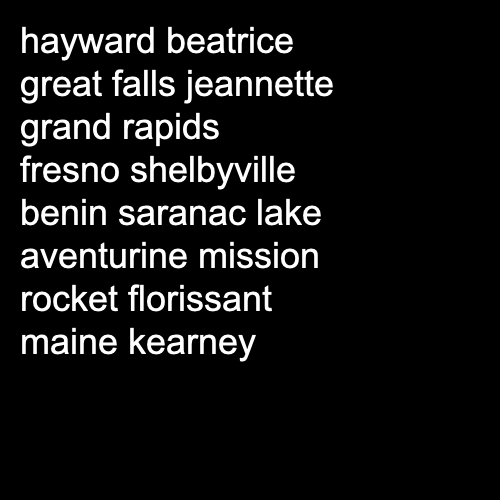 hayward beatrice
great falls jeannette
grand rapids
fresno shelbyville
benin saranac lake
aventurine mission
rocket florissant
maine kearney